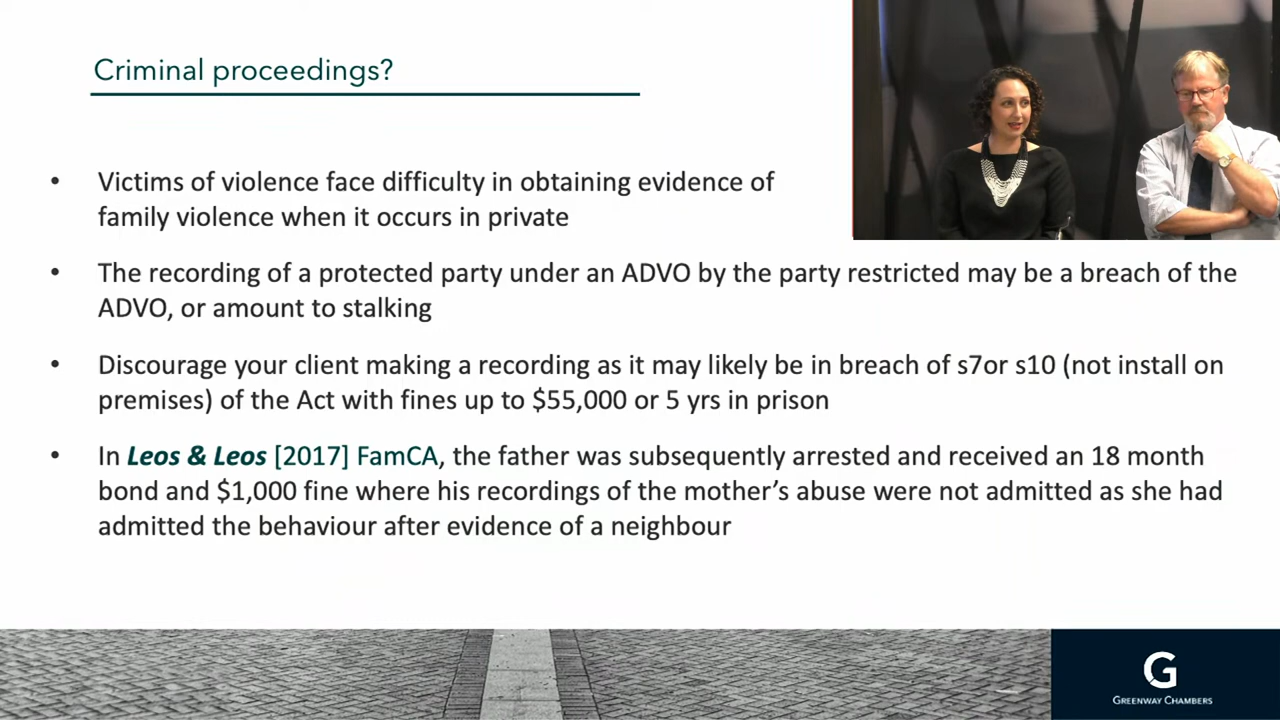 Criminal proceedings?
• Victims of violence face difficulty in obtaining evidence of
family violence when it occurs in private
• The recording of a protected party under an ADVO by the party restricted may be a breach of the
ADVO, or amount to stalking
• Discourage your client making a recording as it may likely be in breach of s7or s10 (not install on
premises) of the Act with fines up to $55,000 or 5 yrs in prison
• In Leos & Leos [2017] FamCA, the father was subsequently arrested and received an 18 month
bond and $1,000 fine where his recordings of the mother’s abuse were not admitted as she had
admitted the behaviour after evidence of a neighbour
G
GREENWAY CHAMBERS